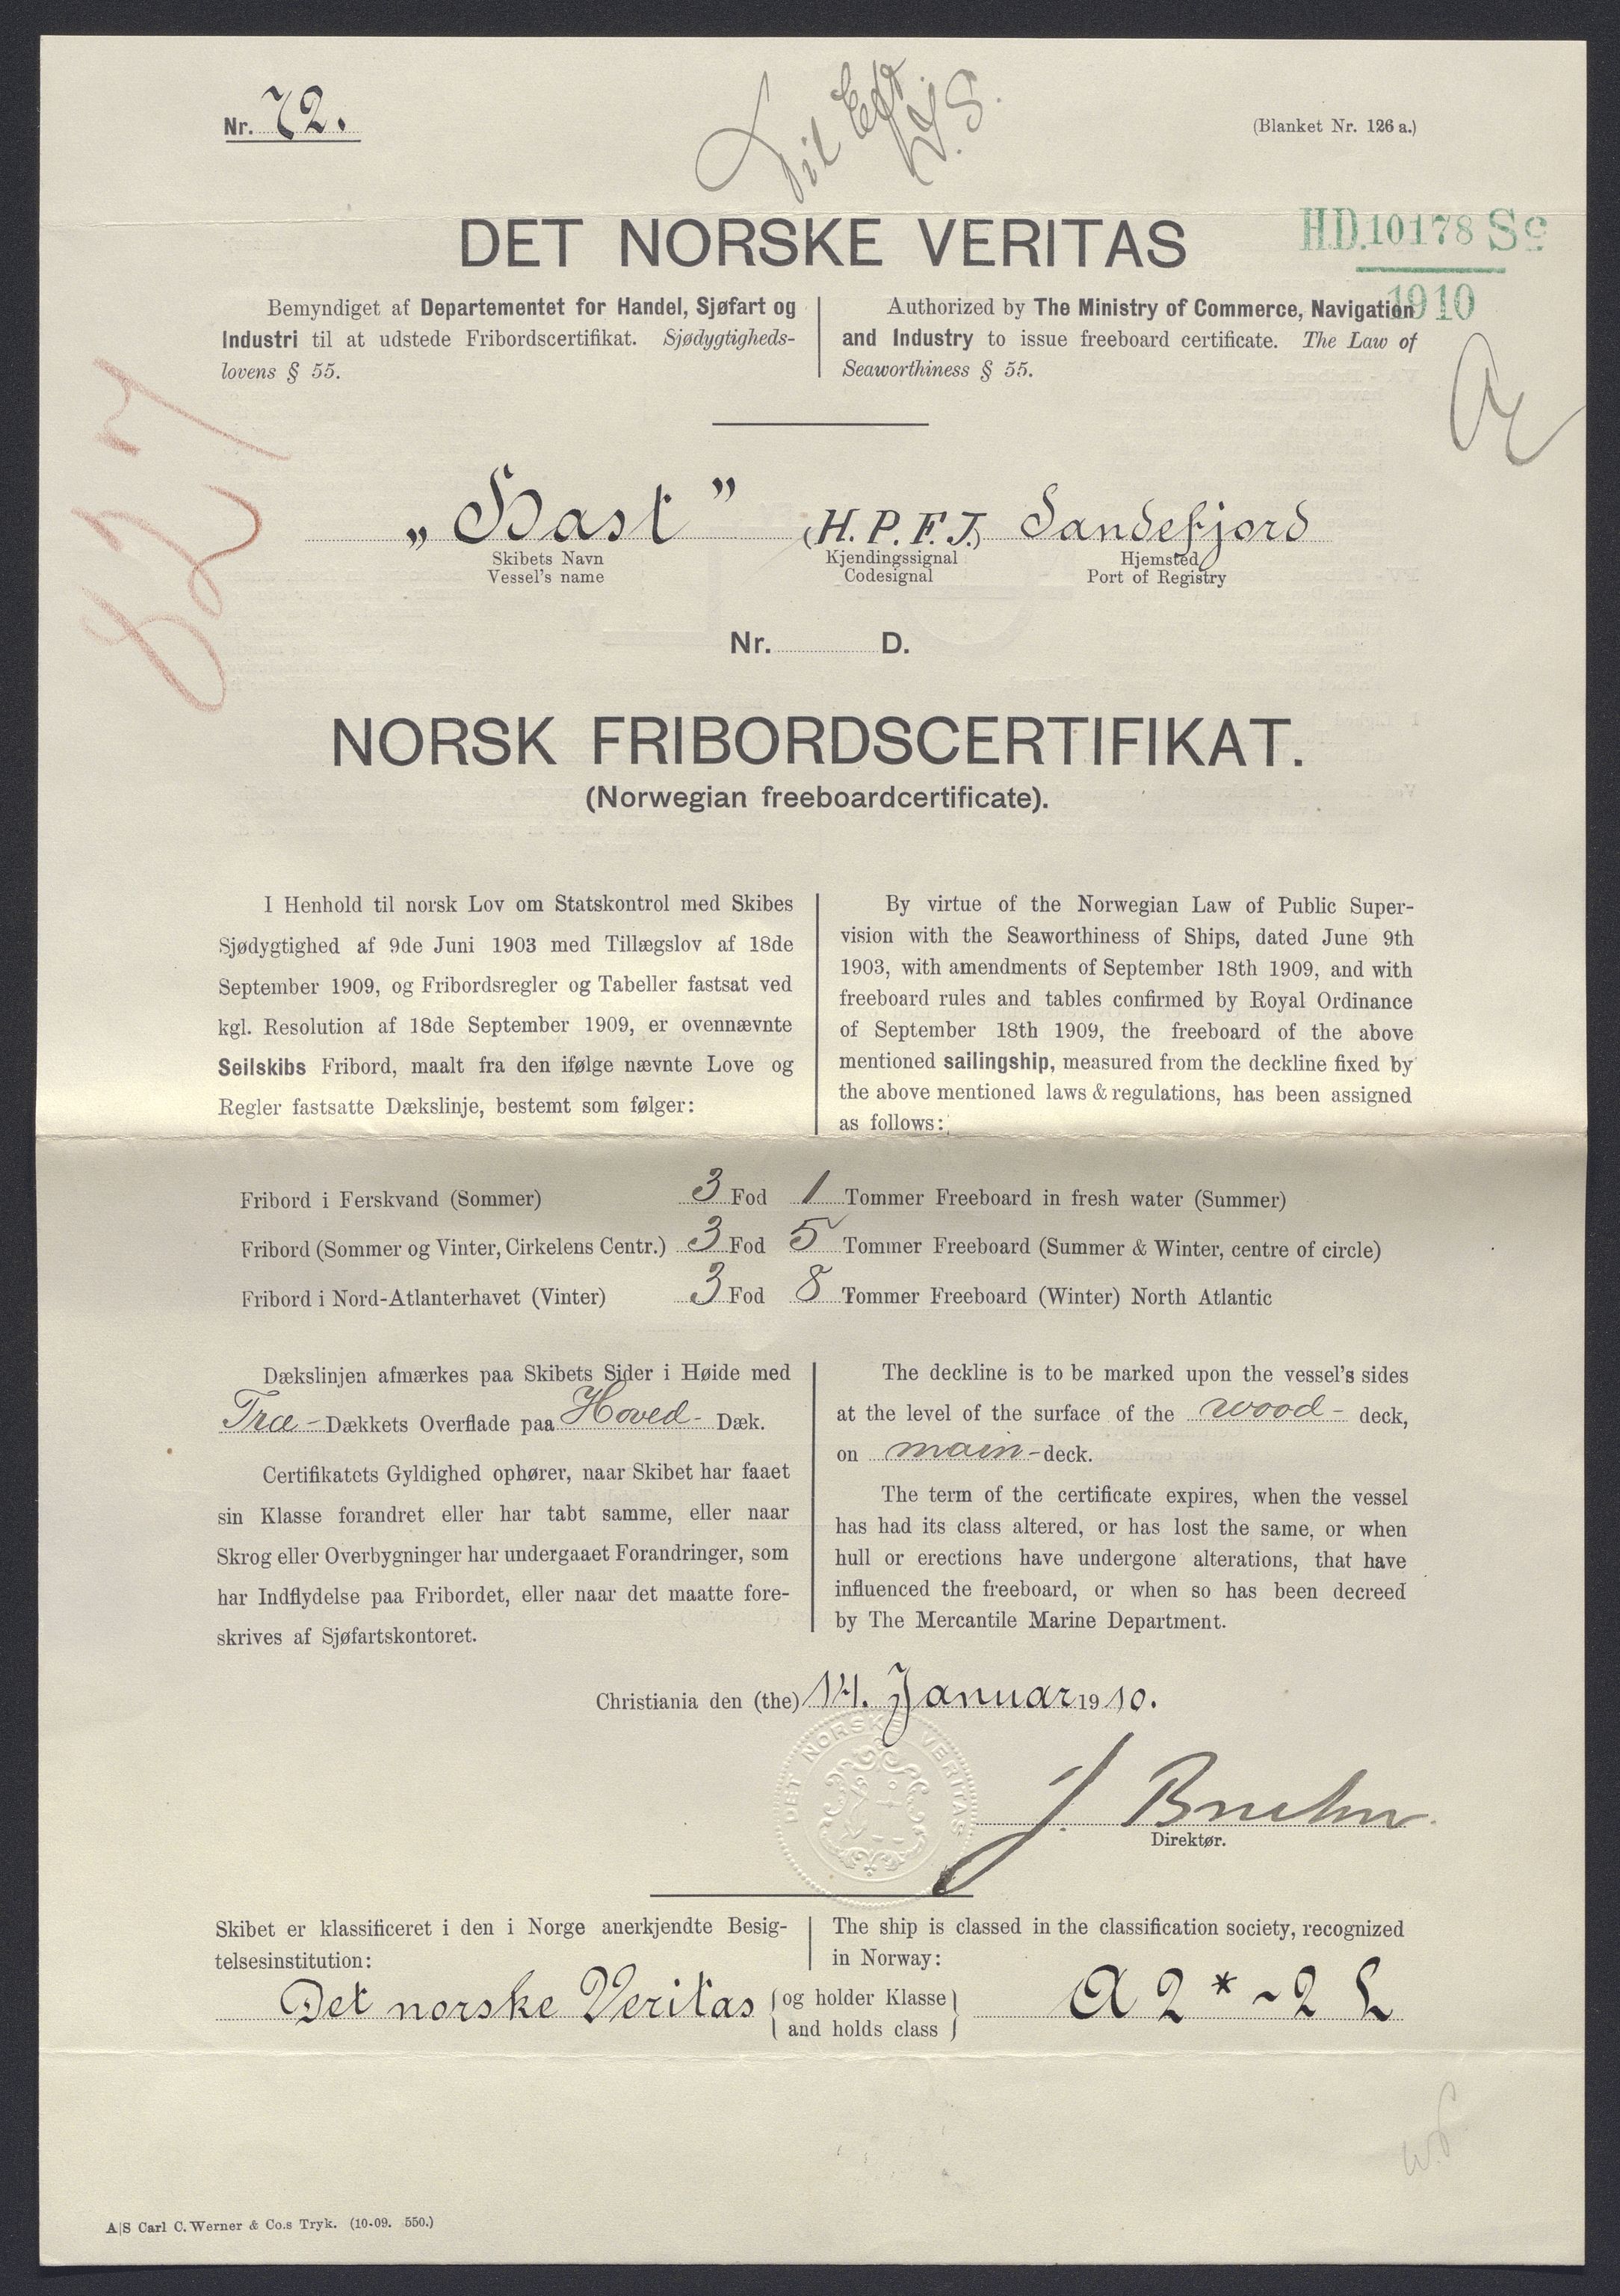 Nr. 72.
Til Eft.
(Blanket Nr. 126 a.)
DET NORSKE VERITAS
H.D. 10178 Sc
1910
Bemyndiget af Departementet for Handel, Sjøfart og
Industri til at udstede Fribordscertifikat. Sjødygtigheds-
lovens § 55.
Authorized by The Ministry of Commerce, Navigation
and Industry to issue freeboard certificate. The Law of
Seaworthiness § 55.
827
„Hast” (H. P. F. J.) Sandefjord
Skibets Navn Kjendingssignal Hjemsted
Vessel's name Codesignal Port of Registry
Nr. D.
NORSK FRIBORDSCERTIFIKAT.
(Norwegian freeboardcertificate).
I Henhold til norsk Lov om Statskontrol med Skibes
Sjødygtighed af 9de Juni 1903 med Tillægslov af 18de
September 1909, og Fribordsregler og Tabeller fastsat ved
kgl. Resolution af 18de September 1909, er ovennævnte
Seilskibs Fribord, maalt fra den ifølge nævnte Love og
Regler fastsatte Dækslinje, bestemt som følger:
By virtue of the Norwegian Law of Public Super-
vision with the Seaworthiness of Ships, dated June 9th
1903, with amendments of September 18th 1909, and with
freeboard rules and tables confirmed by Royal Ordinance
of September 18th 1909, the freeboard of the above
mentioned sailingship, measured from the deckline fixed by
the above mentioned laws & regulations, has been assigned
as follows:
Fribord i Ferskvand (Sommer) 3 Fod 1 Tommer Freeboard in fresh water (Summer)
Fribord (Sommer og Vinter, Cirkelens Centr.) 3 Fod 5 Tommer Freeboard (Summer & Winter, centre of circle)
Fribord i Nord-Atlanterhavet (Vinter) 3 Fod 8 Tommer Freeboard (Winter) North Atlantic
Dækslinjen afmærkes paa Skibets Sider i Høide med
Træ- Dækkets Overflade paa Hoved- Dæk.
Certifikatets Gyldighed ophører, naar Skibet har faaet
sin Klasse forandret eller har tabt samme, eller naar
Skrog eller Overbygninger har undergaaet Forandringer, som
har Indflydelse paa Fribordet, eller naar det maatte fore-
skrives af Sjøfartskontoret.
The deckline is to be marked upon the vessel's sides
at the level of the surface of the wood- deck,
on main- deck.
The term of the certificate expires, when the vessel
has had its class altered, or has lost the same, or when
hull or erections have undergone alterations, that have
influenced the freeboard, or when so has been decreed
by The Mercantile Marine Department.
Christiania den (the) 14. Januar 1910.
DET NORSKE VERITAS
J. Bruhn
Direktør.
Skibet er klassificeret i den i Norge anerkjendte Besig-
telsesinstitution:
The ship is classed in the classification society, recognized
in Norway:
Det norske Veritas (og holder Klasse) A 2 * ~ 2 L
(and holds class)
A|S Carl C. Werner & Co.s Tryk. (10-09. 550.)